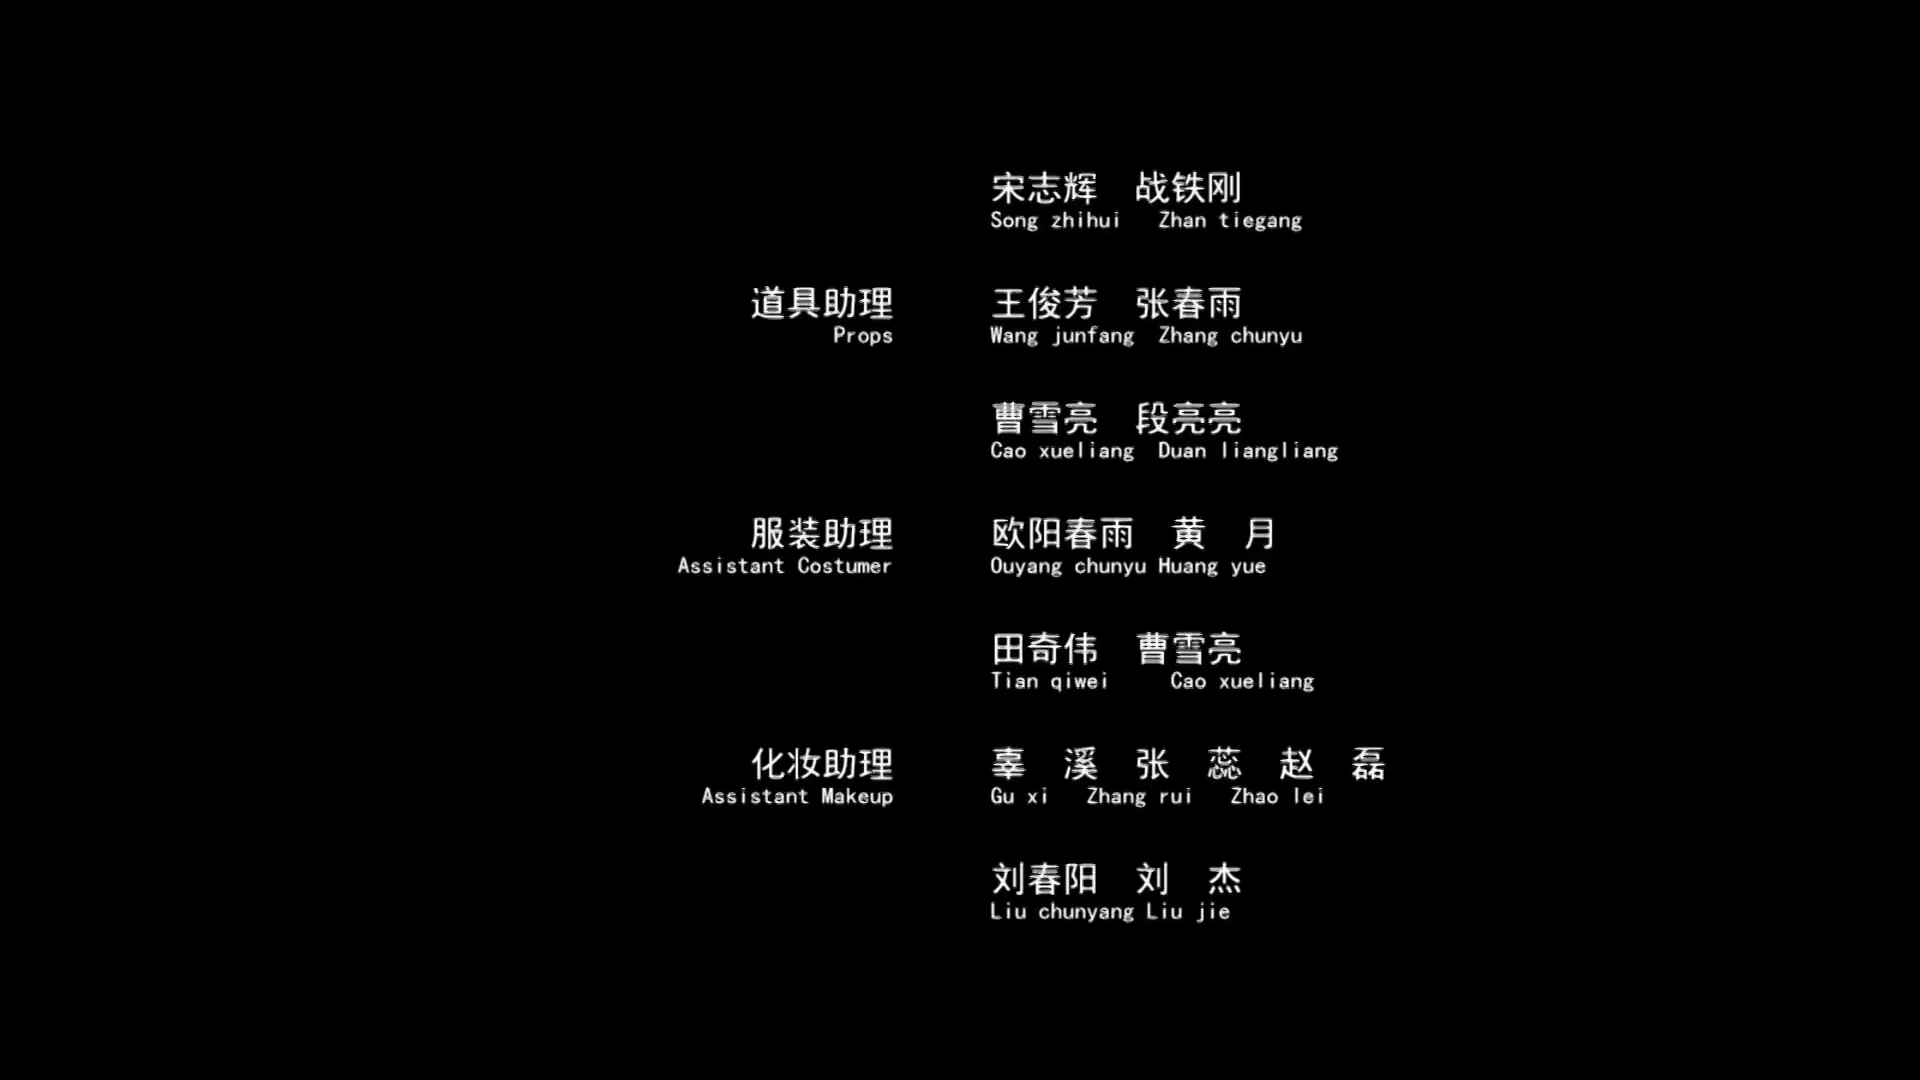 宋志辉 战铁刚
Song zhihui Zhan tiegang
道具助理 王俊芳 张春雨
Props Wang junfang Zhang chunyu
曹雪亮 段亮亮
Cao xueliang Duan liangliang
服装助理 欧阳春雨 黄 月
Assistant Costumer Ouyang chunyu Huang yue
田奇伟 曹雪亮
Tian qiwei Cao xueliang
化妆助理 辜 溪 张 蕊 赵 磊
Assistant Makeup Gu xi Zhang rui Zhao lei
刘春阳 刘 杰
Liu chunyang Liu jie